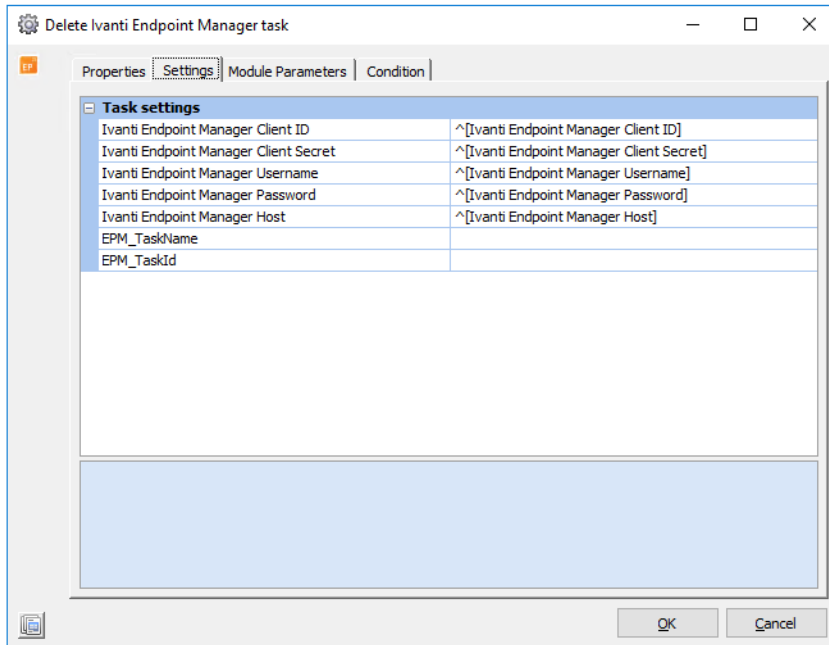 Delete Ivanti Endpoint Manager task
EP
Properties Settings Module Parameters Condition
Task settings
Ivanti Endpoint Manager Client ID ^[Ivanti Endpoint Manager Client ID]
Ivanti Endpoint Manager Client Secret ^[Ivanti Endpoint Manager Client Secret]
Ivanti Endpoint Manager Username ^[Ivanti Endpoint Manager Username]
Ivanti Endpoint Manager Password ^[Ivanti Endpoint Manager Password]
Ivanti Endpoint Manager Host ^[Ivanti Endpoint Manager Host]
EPM_TaskName
EPM_TaskId
OK Cancel